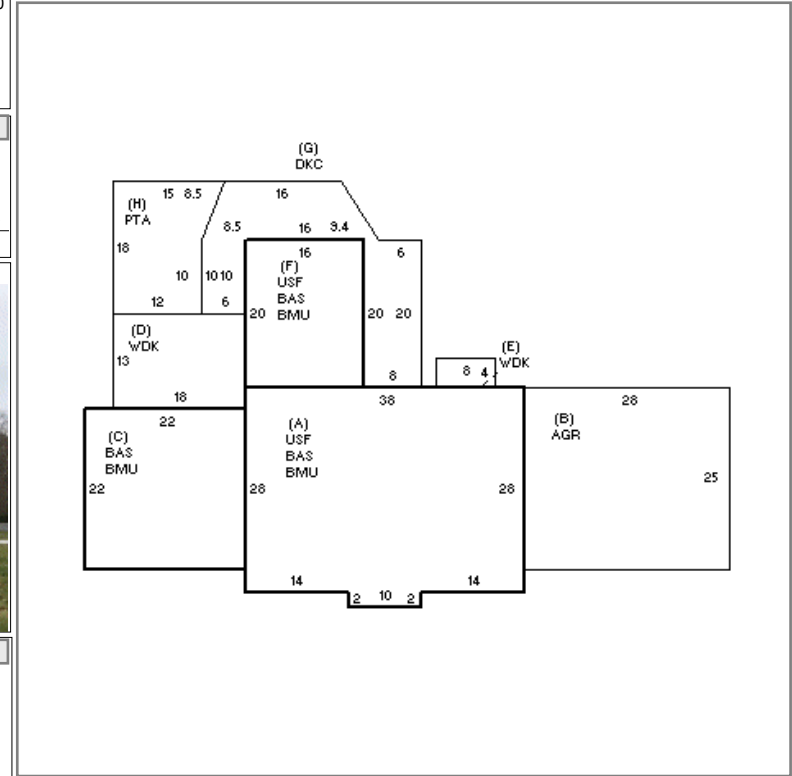 (G)
DKC
15 8.5
16
(H)
PTA
8.5
16
9.4
18
16
6
(F)
USF
BAS
BMU
10
10 10
12
6
20
20 20
(D)
WDK
13
8
(E)
WDK
8
4
18
38
28
22
(C)
BAS
BMU
(A)
USF
BAS
BMU
(B)
AGR
25
22
28
28
14
14
2
10
2